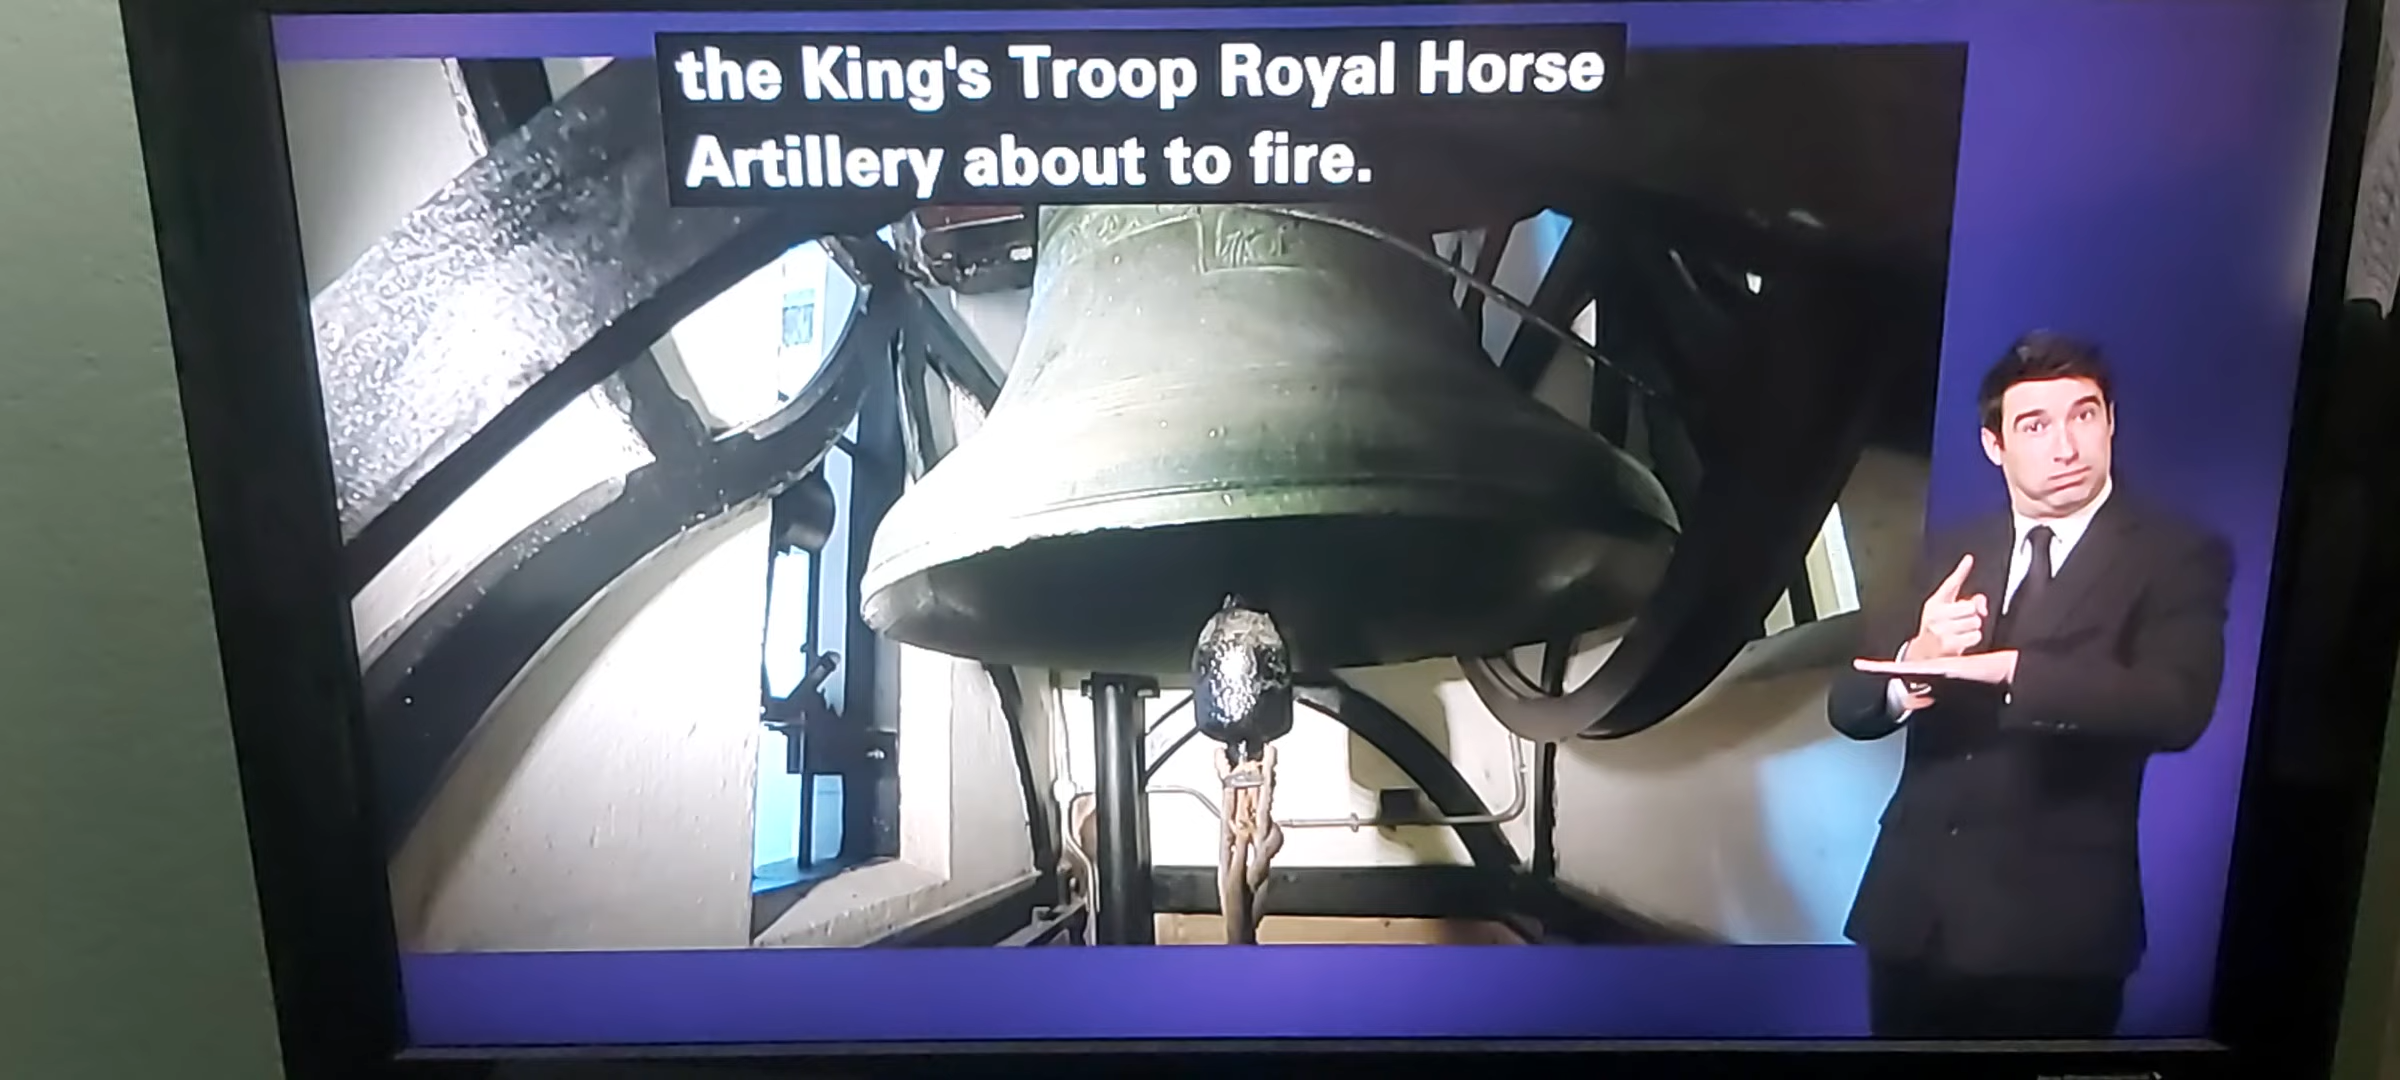 the King's Troop Royal Horse
Artillery about to fire.